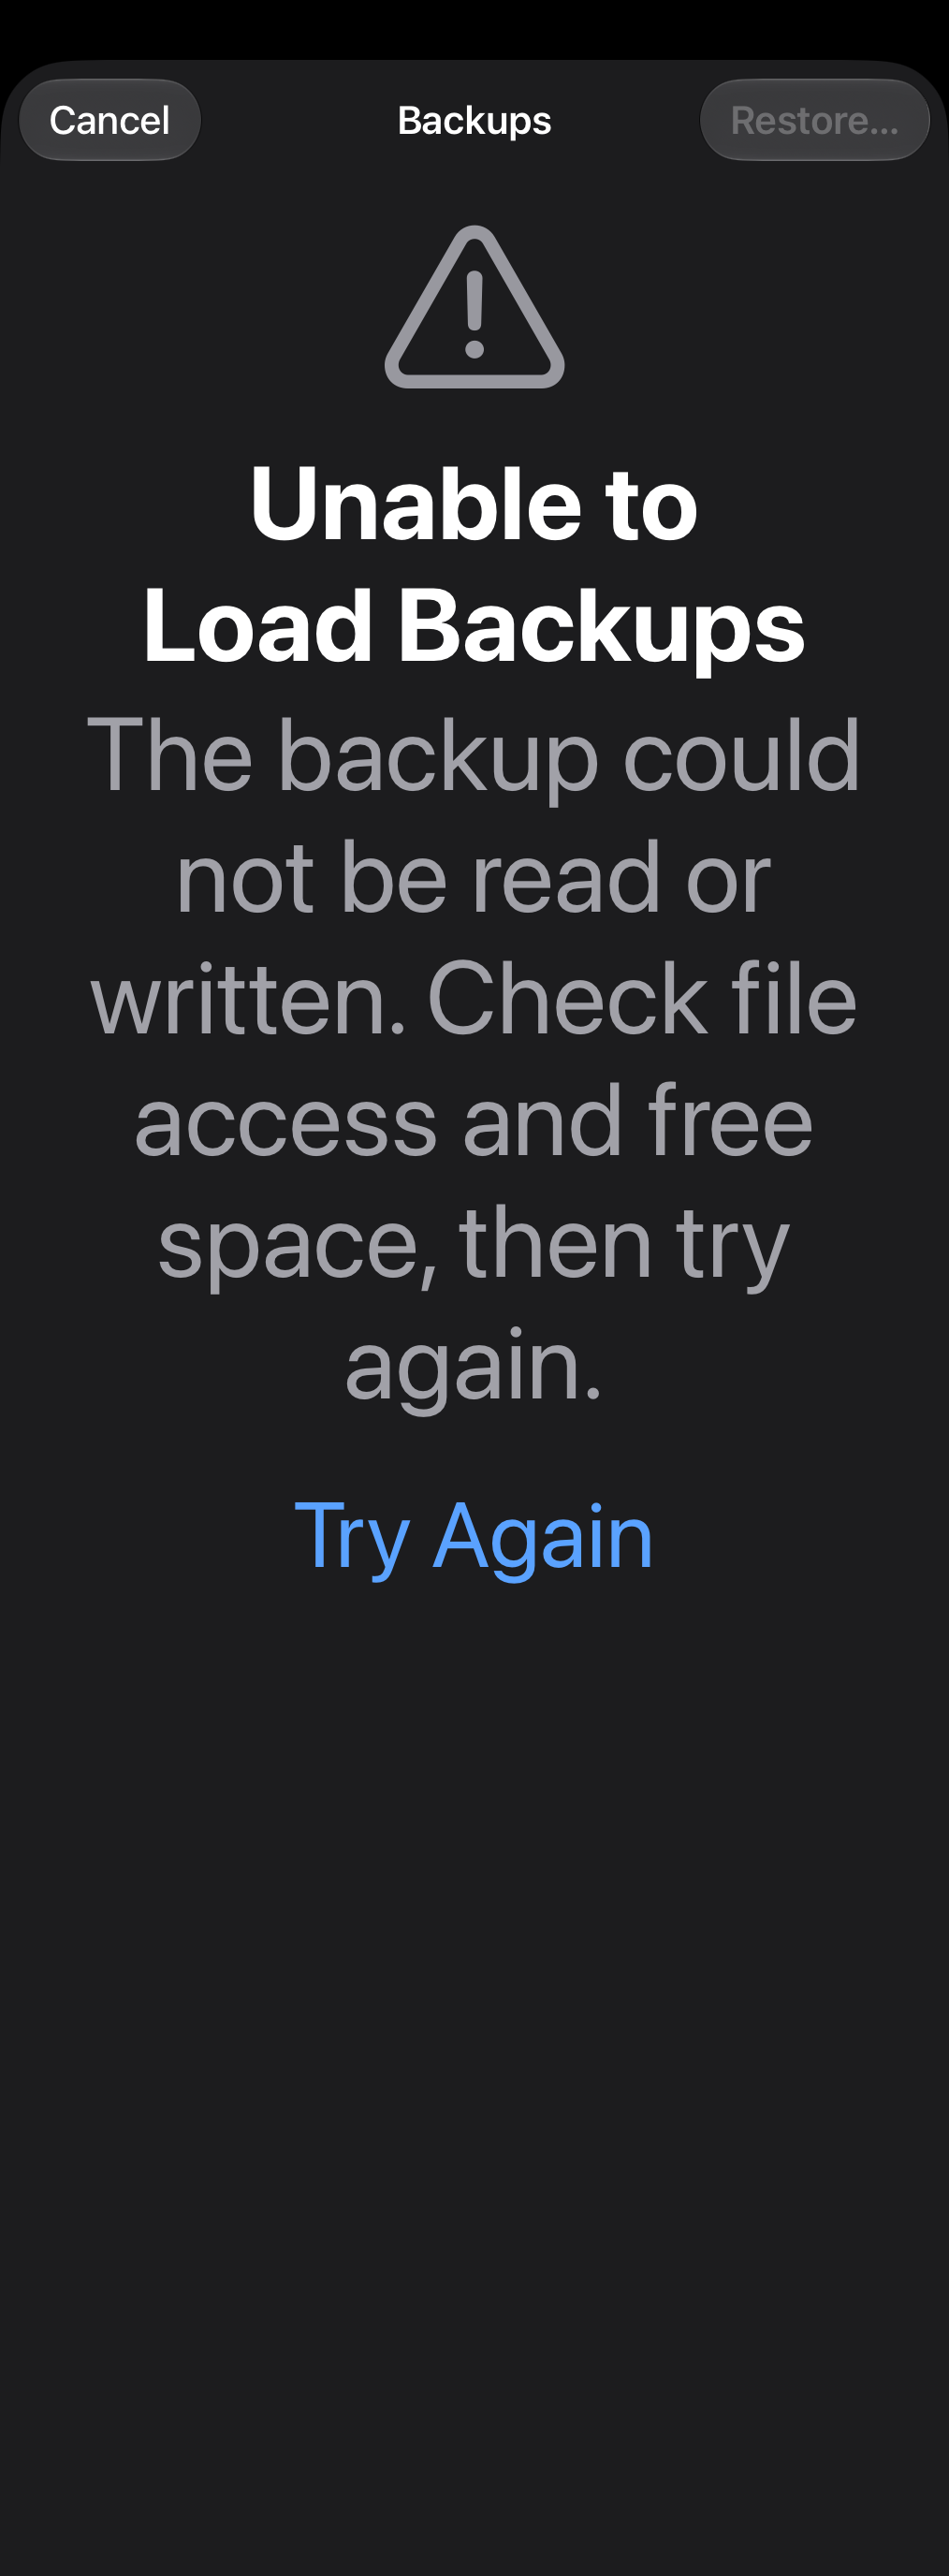 Cancel
Backups
Restore...
Unable to
Load Backups
The backup could
not be read or
written. Check file
access and free
space, then try
again.
Try Again